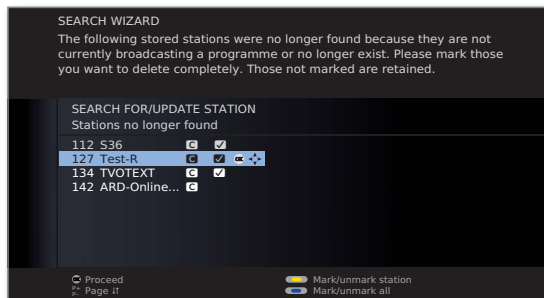 SEARCH WIZARD
The following stored stations were no longer found because they are not
currently broadcasting a programme or no longer exist. Please mark those
you want to delete completely. Those not marked are retained.
SEARCH FOR/UPDATE STATION
Stations no longer found
112 S36 C
127 Test-R C OK
134 TVOTEXT C
142 ARD-Online... C
OK Proceed
Mark/unmark station
P+ P- Page
Mark/unmark all